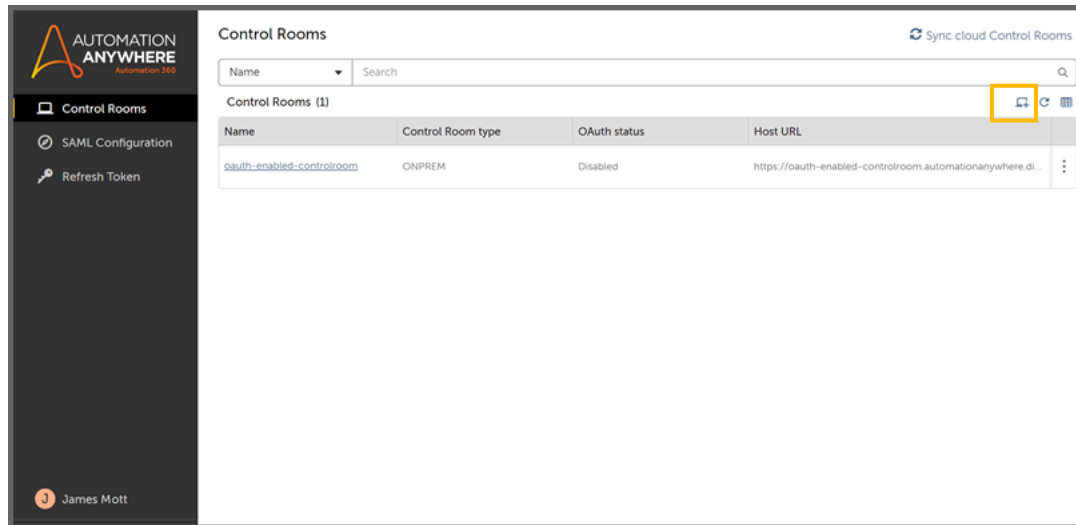 AUTOMATION
ANYWHERE
Automation 360
Control Rooms
SAML Configuration
Refresh Token
J James Mott
Control Rooms
Sync cloud Control Rooms
Name Search
Control Rooms (1)
Name Control Room type OAuth status Host URL
oauth-enabled-controlroom ONPREM Disabled https://oauth-enabled-controlroom.automationanywhere.di...